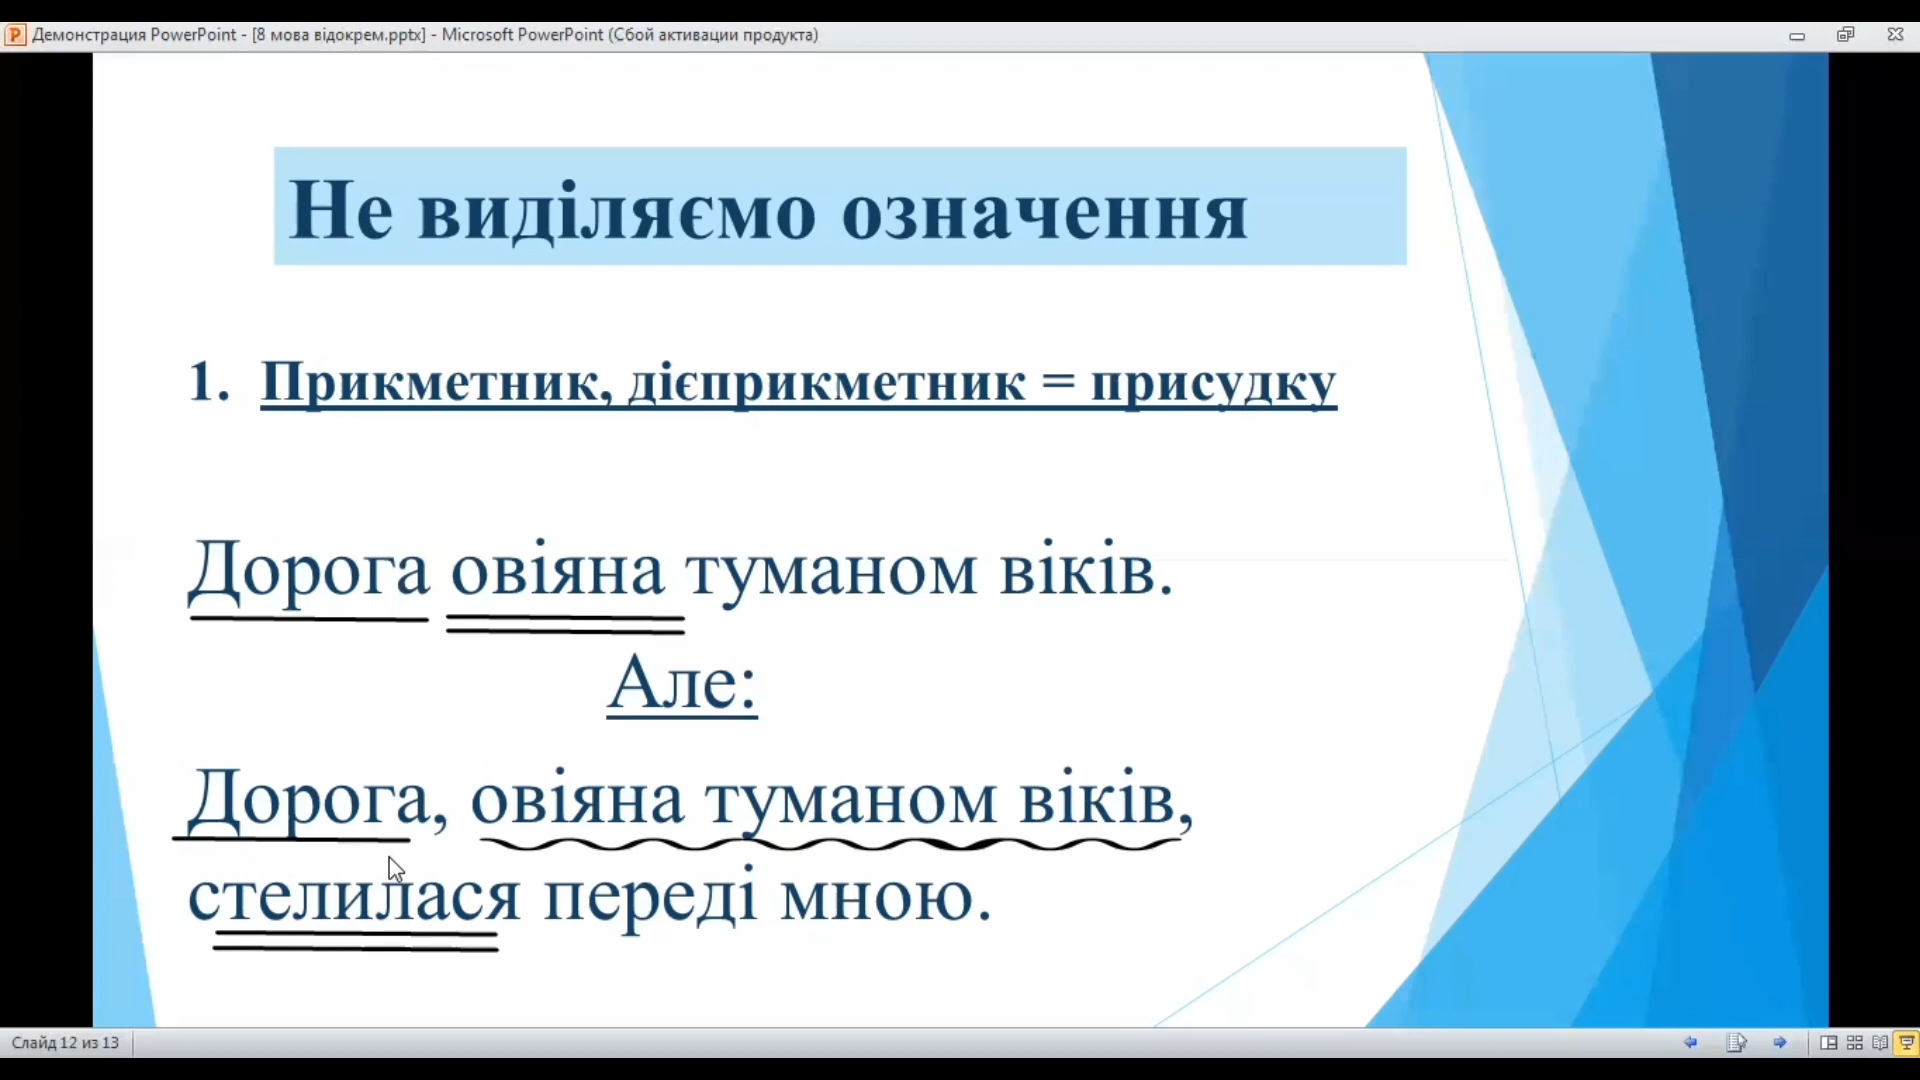 Демонстрация PowerPoint - [8 мова відокрем.pptx] - Microsoft PowerPoint (Сбой активации продукта)
Не виділяємо означення
1. Прикметник, дієприкметник = присудку
Дорога овіяна туманом віків.
Але:
Дорога, овіяна туманом віків,
стелилася переді мною.
Слайд 12 из 13